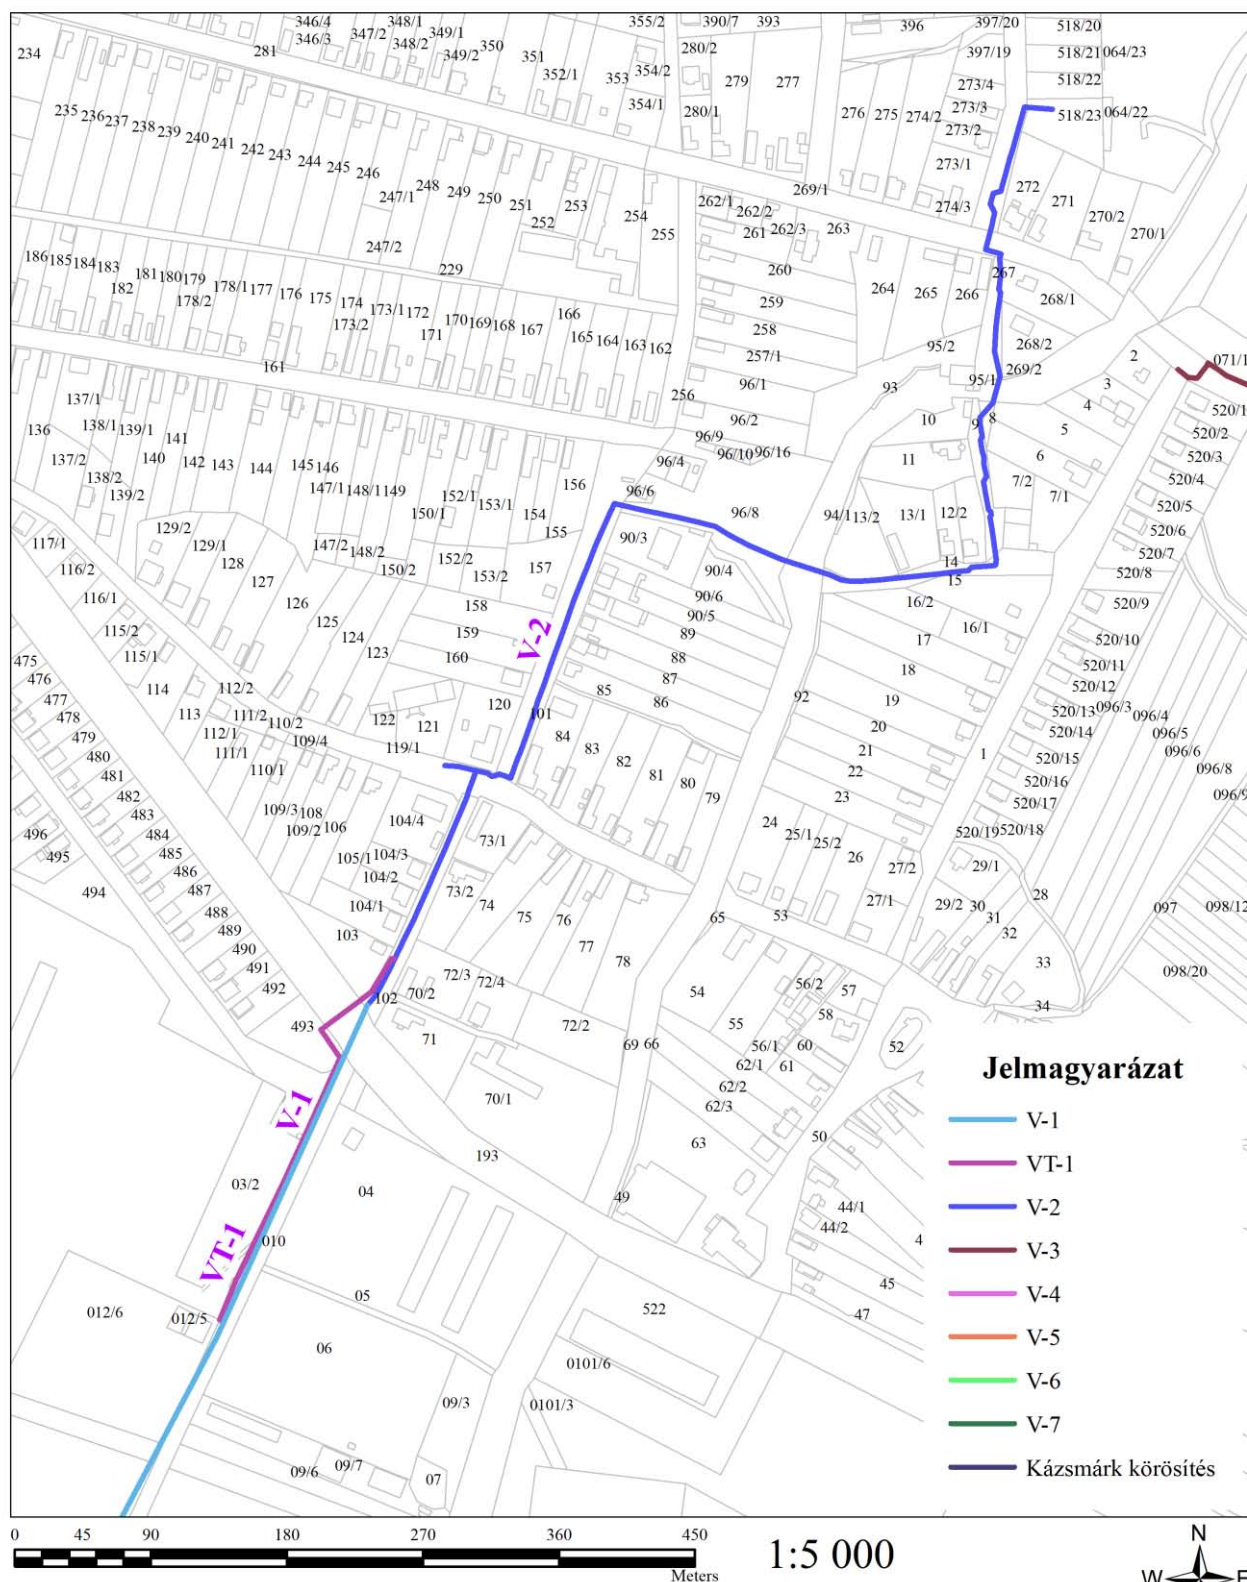 346/4 348/1 355/2 390/7 393 396 397/20 518/20
346/3 347/2 348/2 349/1 349/2 350 351 352/1 353 354/2 354/1
234 281 280/2 279 277 280/1 397/19 518/21 064/23
518/22 273/4 273/3 273/2 273/1 274/3 518/23 064/22
235 236 237 238 239 240 241 242 243 244 245 246 247/1 248 249 250 251 252 253 254 255
276 275 274/2 272 271 270/2 270/1
269/1 262/1 262/2 261 262/3 263
247/2 229 260 259 258 257/1 264 265 266 267 268/1 268/2 269/2
186 185 184 183 182 181 180 179 178/2 178/1 177 176 175 174 173/2 173/1 172 171 170 169 168 167 166 165 164 163 162
161 256 96/1 96/2 96/9 96/10 96/16 96/4 96/6 96/8
95/2 95/1 93 10 9 8 11 2 3 4 5 6 7/2 7/1 071/1
137/1 138/1 139/1 136 137/2 138/2 139/2 140 141 142 143 144 145 146 147/1 148/1 149 150/1 152/1 153/1 154 155 156
520/1
520/2
520/3
520/4
520/5
520/6
520/7
520/8
520/9
520/10
520/11
520/12
520/13
520/14
520/15
520/16
520/17
520/18
520/19
117/1 116/2 116/1 115/2 115/1 114 113 129/2 129/1 128 127 126 125 124 123 147/2 148/2 150/2 152/2 153/2 157 158 159 160
90/3 90/4 90/6 90/5 89 88 87 86 85 94/1 13/2 13/1 12/2 14 15 16/2 16/1 17 18 19 20 21 22 23 92 1
V-2
475
476
477
478
479
480
481
482
483
484
485
486
487
488
489
490
491
492
493
112/2 111/2 110/2 109/4 112/1 111/1 110/1 122 121 120 119/1 101 84 83 82 81 80 79
096/3 096/4 096/5 096/6 096/8 096/9
496 495 494 109/3 108 109/2 106 105/1 104/4 104/3 104/2 104/1 103
73/1 73/2 74 75 76 77 78 24 25/1 25/2 26 27/2 27/1 29/1 29/2 30 31 32 33 34 28 097 098/12 098/20
102 70/2 72/3 72/4 72/2 71 70/1 69 66 65 53 54 55 56/2 56/1 57 58 60 61 62/1 62/2 62/3 63 52 50
V-1
193 49 03/2 04 010 44/1 44/2 4 45 47
VT-1
012/6 012/5 05 06 522 0101/6 0101/3 09/3 09/6 09/7 07
Jelmagyarázat
V-1
VT-1
V-2
V-3
V-4
V-5
V-6
V-7
Kázsmárk körösítés
0 45 90 180 270 360 450
Meters
1:5 000
N
W E